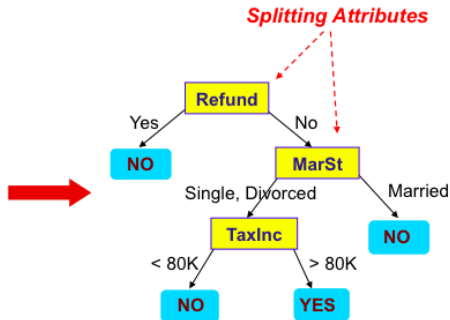 Splitting Attributes
Refund
Yes
No
NO
MarSt
Single, Divorced
Married
TaxInc
NO
< 80K
> 80K
NO
YES